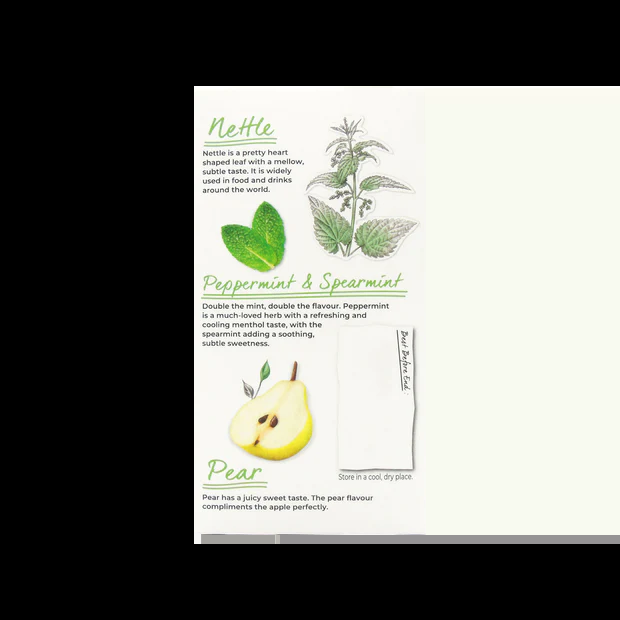 Nettle
Nettle is a pretty heart
shaped leaf with a mellow,
subtle taste. It is widely
used in food and drinks
around the world.
Peppermint & Spearmint
Double the mint, double the flavour. Peppermint
is a much-loved herb with a refreshing and
cooling menthol taste, with the
spearmint adding a soothing,
subtle sweetness.
Best Before End:
Store in a cool, dry place.
Pear
Pear has a juicy sweet taste. The pear flavour
compliments the apple perfectly.